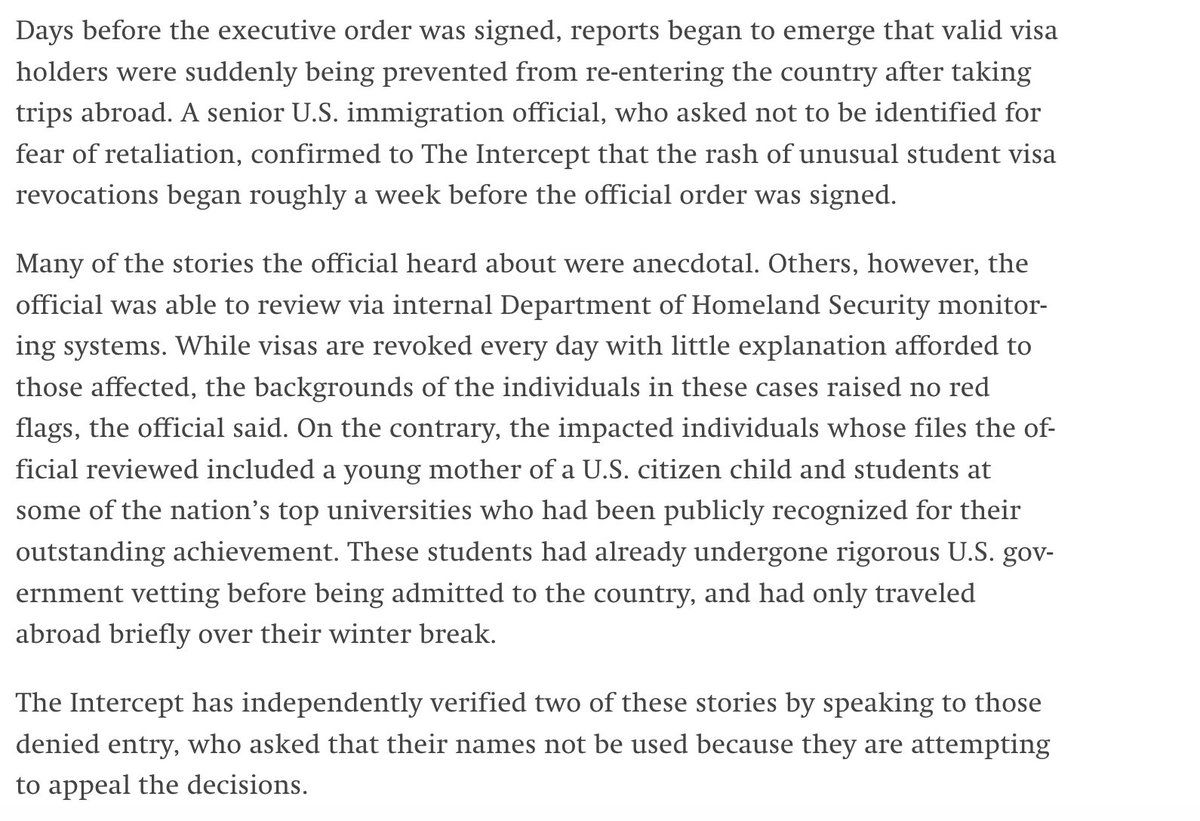 Days before the executive order was signed, reports began to emerge that valid visa
holders were suddenly being prevented from re-entering the country after taking
trips abroad. A senior U.S. immigration official, who asked not to be identified for
fear of retaliation, confirmed to The Intercept that the rash of unusual student visa
revocations began roughly a week before the official order was signed.
Many of the stories the official heard about were anecdotal. Others, however, the
official was able to review via internal Department of Homeland Security monitor-
ing systems. While visas are revoked every day with little explanation afforded to
those affected, the backgrounds of the individuals in these cases raised no red
flags, the official said. On the contrary, the impacted individuals whose files the of-
ficial reviewed included a young mother of a U.S. citizen child and students at
some of the nation’s top universities who had been publicly recognized for their
outstanding achievement. These students had already undergone rigorous U.S. gov-
ernment vetting before being admitted to the country, and had only traveled
abroad briefly over their winter break.
The Intercept has independently verified two of these stories by speaking to those
denied entry, who asked that their names not be used because they are attempting
to appeal the decisions.